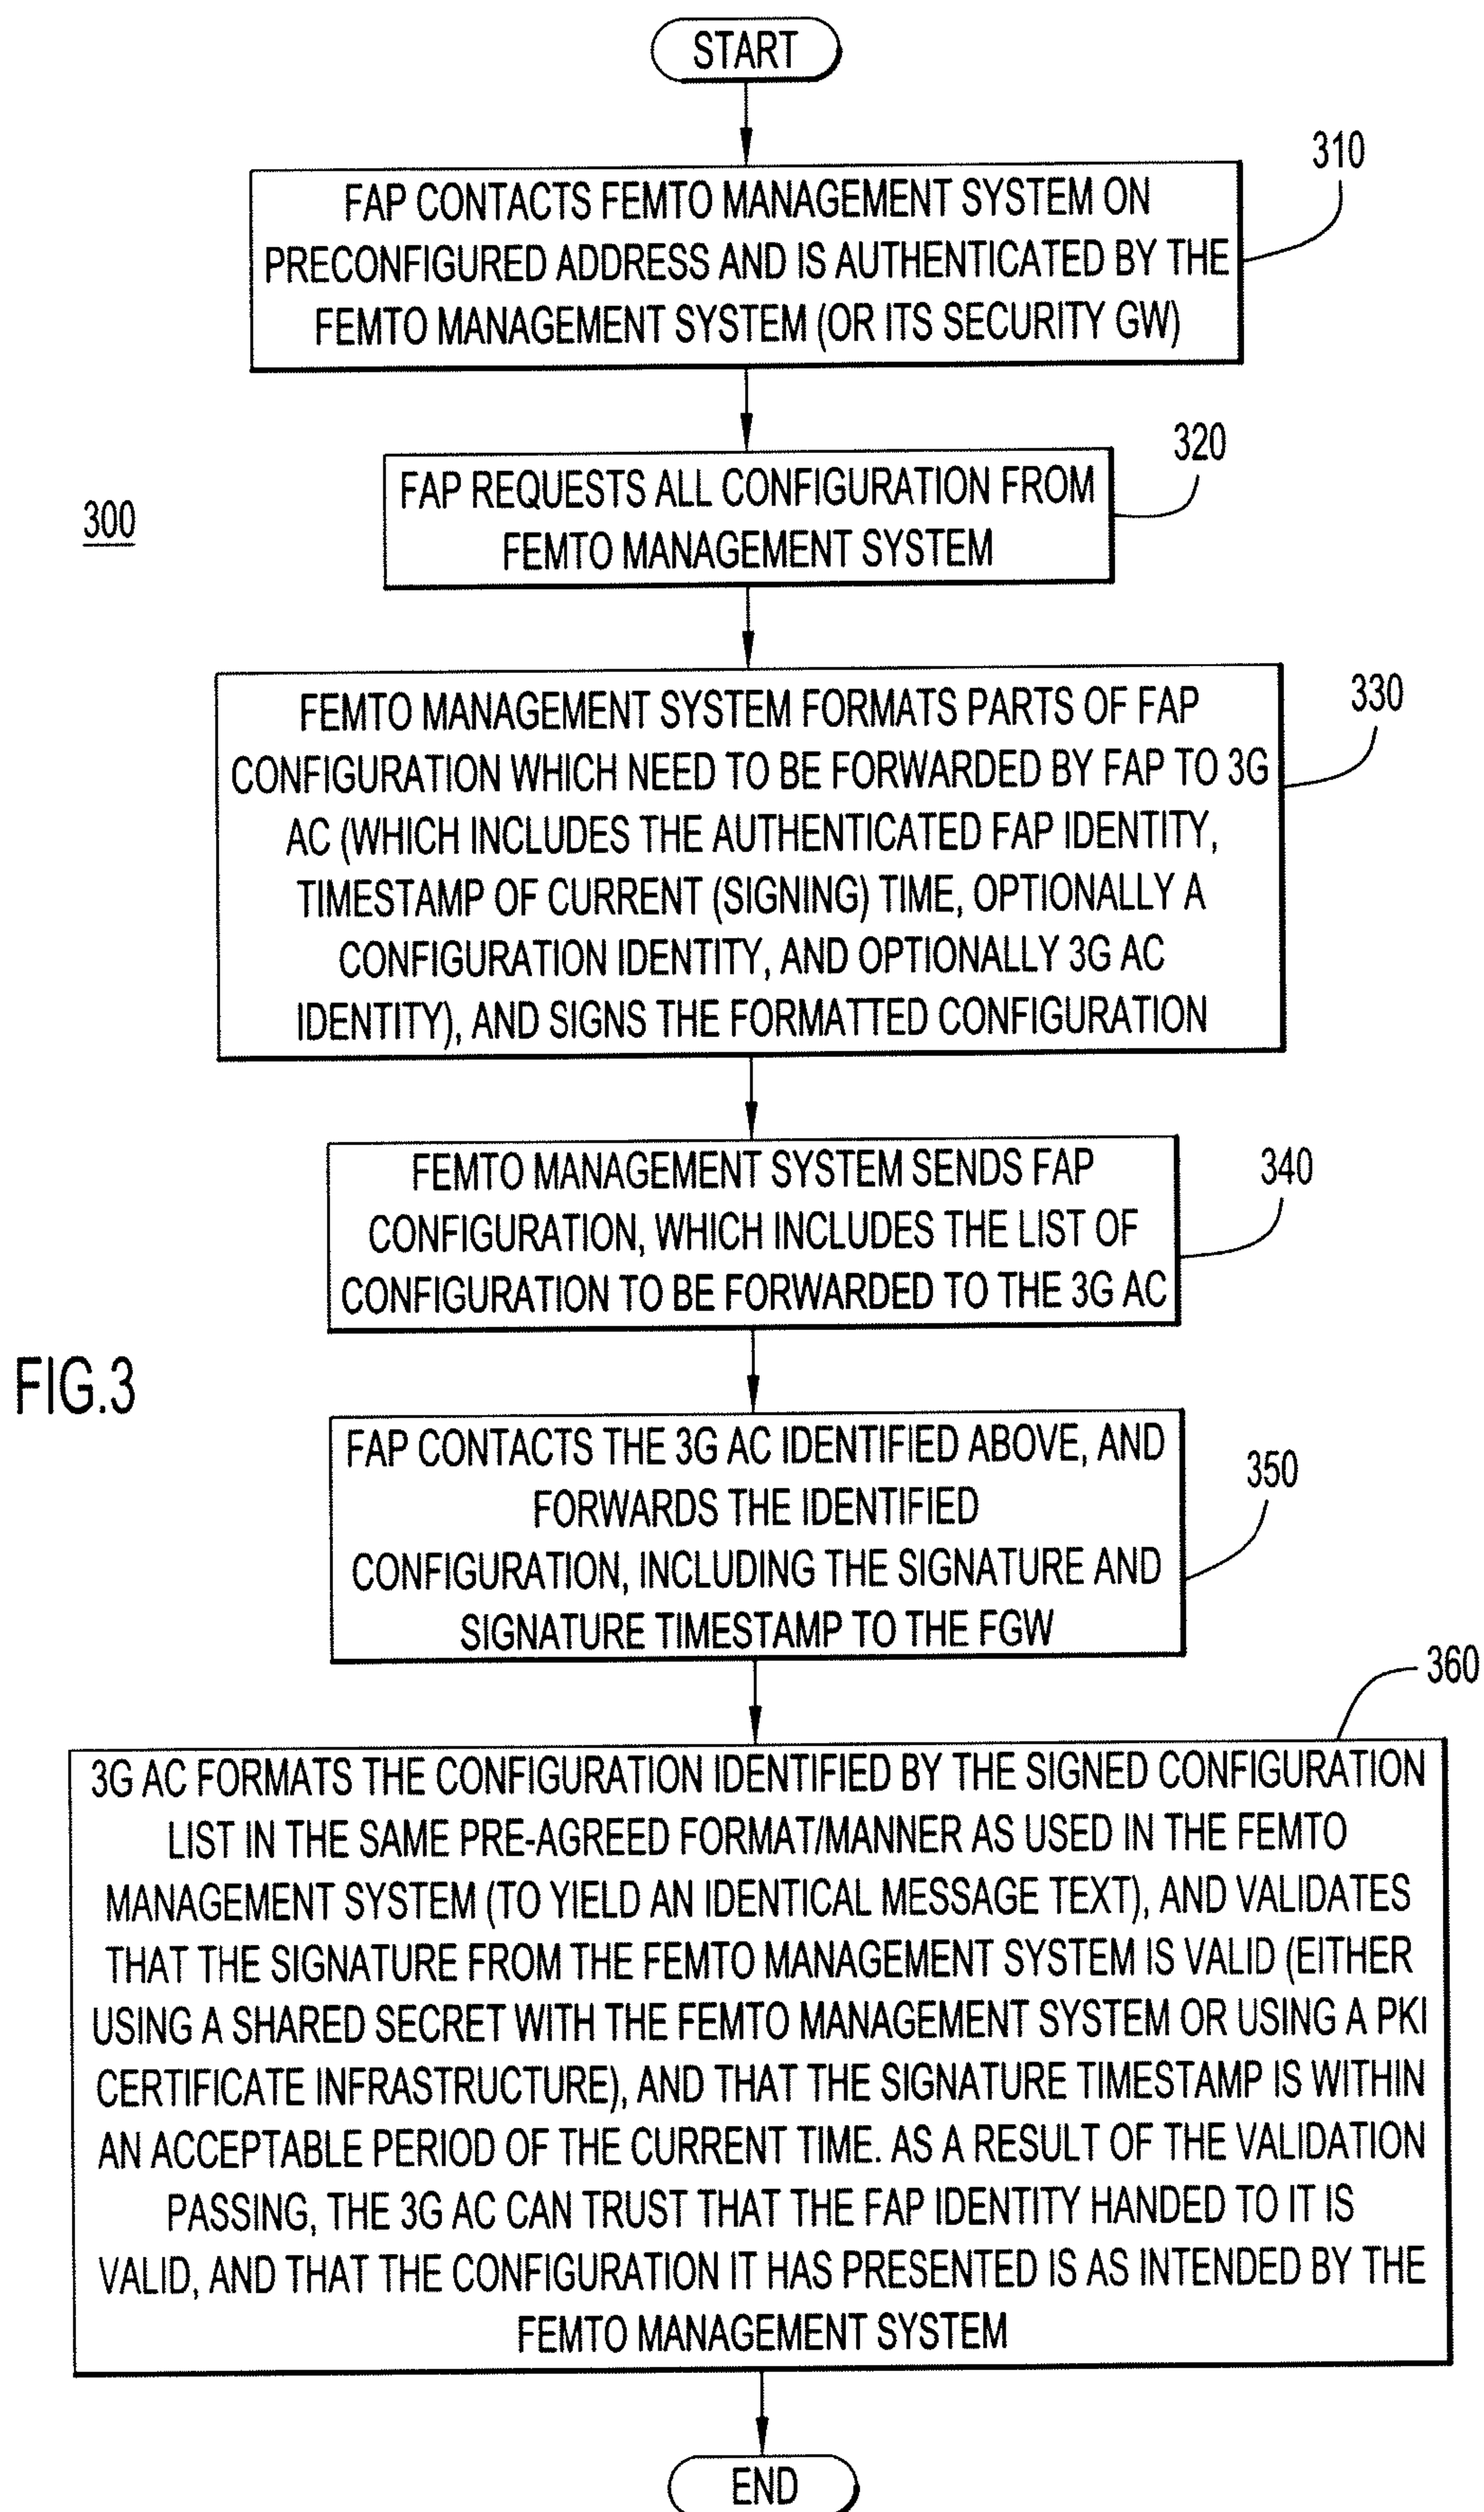 START
310
FAP CONTACTS FEMTO MANAGEMENT SYSTEM ON
PRECONFIGURED ADDRESS AND IS AUTHENTICATED BY THE
FEMTO MANAGEMENT SYSTEM (OR ITS SECURITY GW)
320
FAP REQUESTS ALL CONFIGURATION FROM
FEMTO MANAGEMENT SYSTEM
300
330
FEMTO MANAGEMENT SYSTEM FORMATS PARTS OF FAP
CONFIGURATION WHICH NEED TO BE FORWARDED BY FAP TO 3G
AC (WHICH INCLUDES THE AUTHENTICATED FAP IDENTITY,
TIMESTAMP OF CURRENT (SIGNING) TIME, OPTIONALLY A
CONFIGURATION IDENTITY, AND OPTIONALLY 3G AC
IDENTITY), AND SIGNS THE FORMATTED CONFIGURATION
340
FEMTO MANAGEMENT SYSTEM SENDS FAP
CONFIGURATION, WHICH INCLUDES THE LIST OF
CONFIGURATION TO BE FORWARDED TO THE 3G AC
FIG.3
350
FAP CONTACTS THE 3G AC IDENTIFIED ABOVE, AND
FORWARDS THE IDENTIFIED
CONFIGURATION, INCLUDING THE SIGNATURE AND
SIGNATURE TIMESTAMP TO THE FGW
360
3G AC FORMATS THE CONFIGURATION IDENTIFIED BY THE SIGNED CONFIGURATION
LIST IN THE SAME PRE-AGREED FORMAT/MANNER AS USED IN THE FEMTO
MANAGEMENT SYSTEM (TO YIELD AN IDENTICAL MESSAGE TEXT), AND VALIDATES
THAT THE SIGNATURE FROM THE FEMTO MANAGEMENT SYSTEM IS VALID (EITHER
USING A SHARED SECRET WITH THE FEMTO MANAGEMENT SYSTEM OR USING A PKI
CERTIFICATE INFRASTRUCTURE), AND THAT THE SIGNATURE TIMESTAMP IS WITHIN
AN ACCEPTABLE PERIOD OF THE CURRENT TIME. AS A RESULT OF THE VALIDATION
PASSING, THE 3G AC CAN TRUST THAT THE FAP IDENTITY HANDED TO IT IS
VALID, AND THAT THE CONFIGURATION IT HAS PRESENTED IS AS INTENDED BY THE
FEMTO MANAGEMENT SYSTEM
END